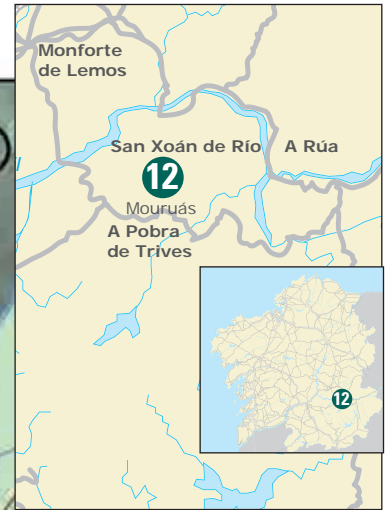 Monforte
de Lemos
San Xoán de Río
A Rúa
12
Mouruás
A Pobra
de Trives
12